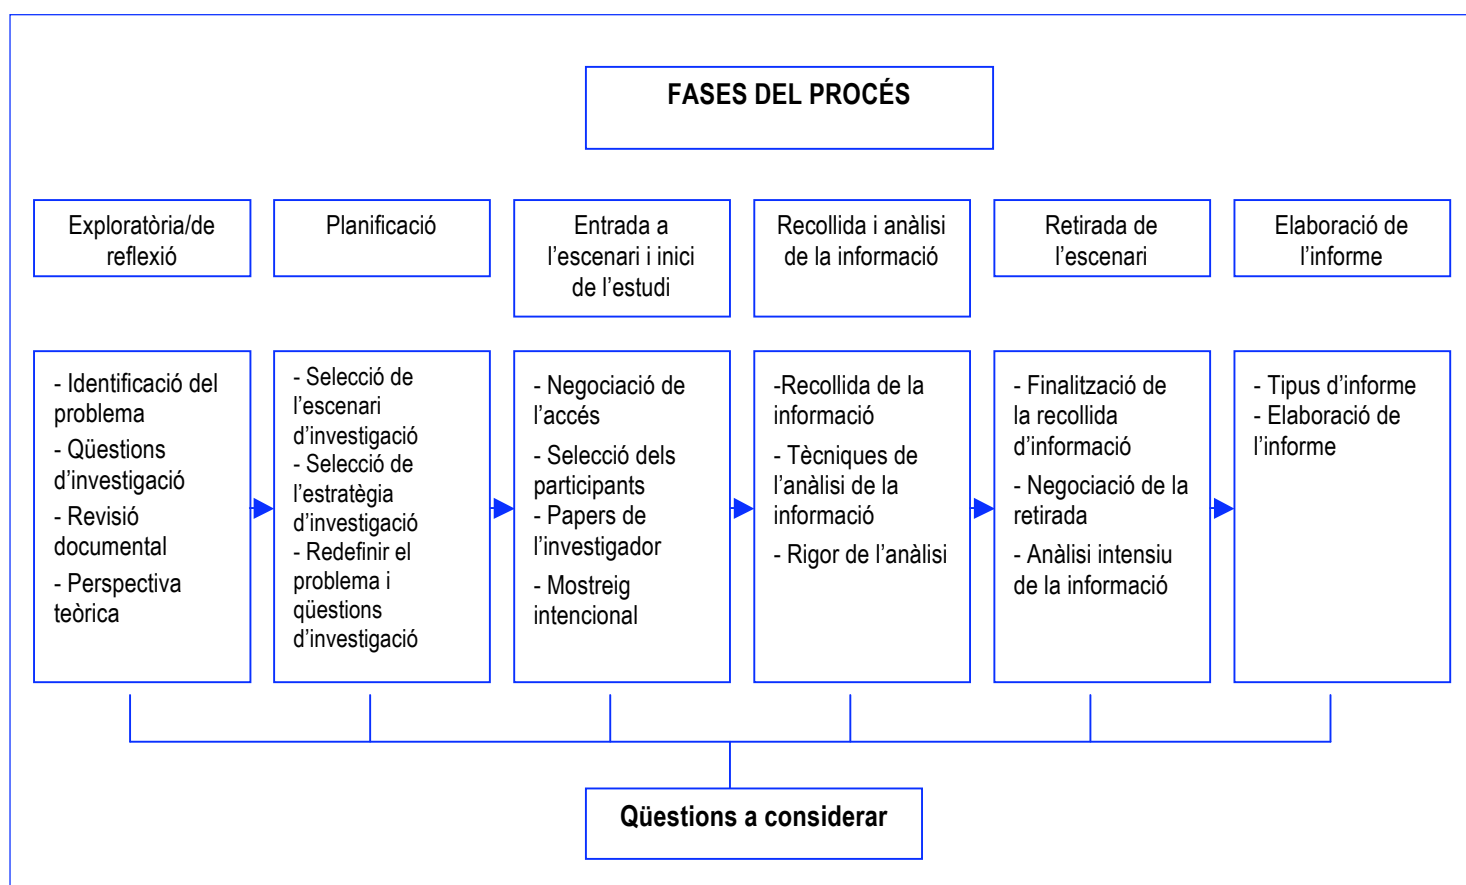 FASES DEL PROCÉS
Exploratòria/de
reflexió
Planificació
Entrada a
l’escenari i inici
de l’estudi
Recollida i anàlisi
de la informació
Retirada de
l’escenari
Elaboració de
l’informe
- Identificació del
problema
- Qüestions
d’investigació
- Revisió
documental
- Perspectiva
teòrica
- Selecció de
l’escenari
d’investigació
- Selecció de
l’estratègia
d’investigació
- Redefinir el
problema i
qüestions
d’investigació
- Negociació de
l’accés
- Selecció dels
participants
- Papers de
l’investigador
- Mostreig
intencional
-Recollida de la
informació
- Tècniques de
l’anàlisi de la
informació
- Rigor de l’anàlisi
- Finalització de
la recollida
d’informació
- Negociació de la
retirada
- Anàlisi intensiu
de la informació
- Tipus d’informe
- Elaboració de
l’informe
Qüestions a considerar